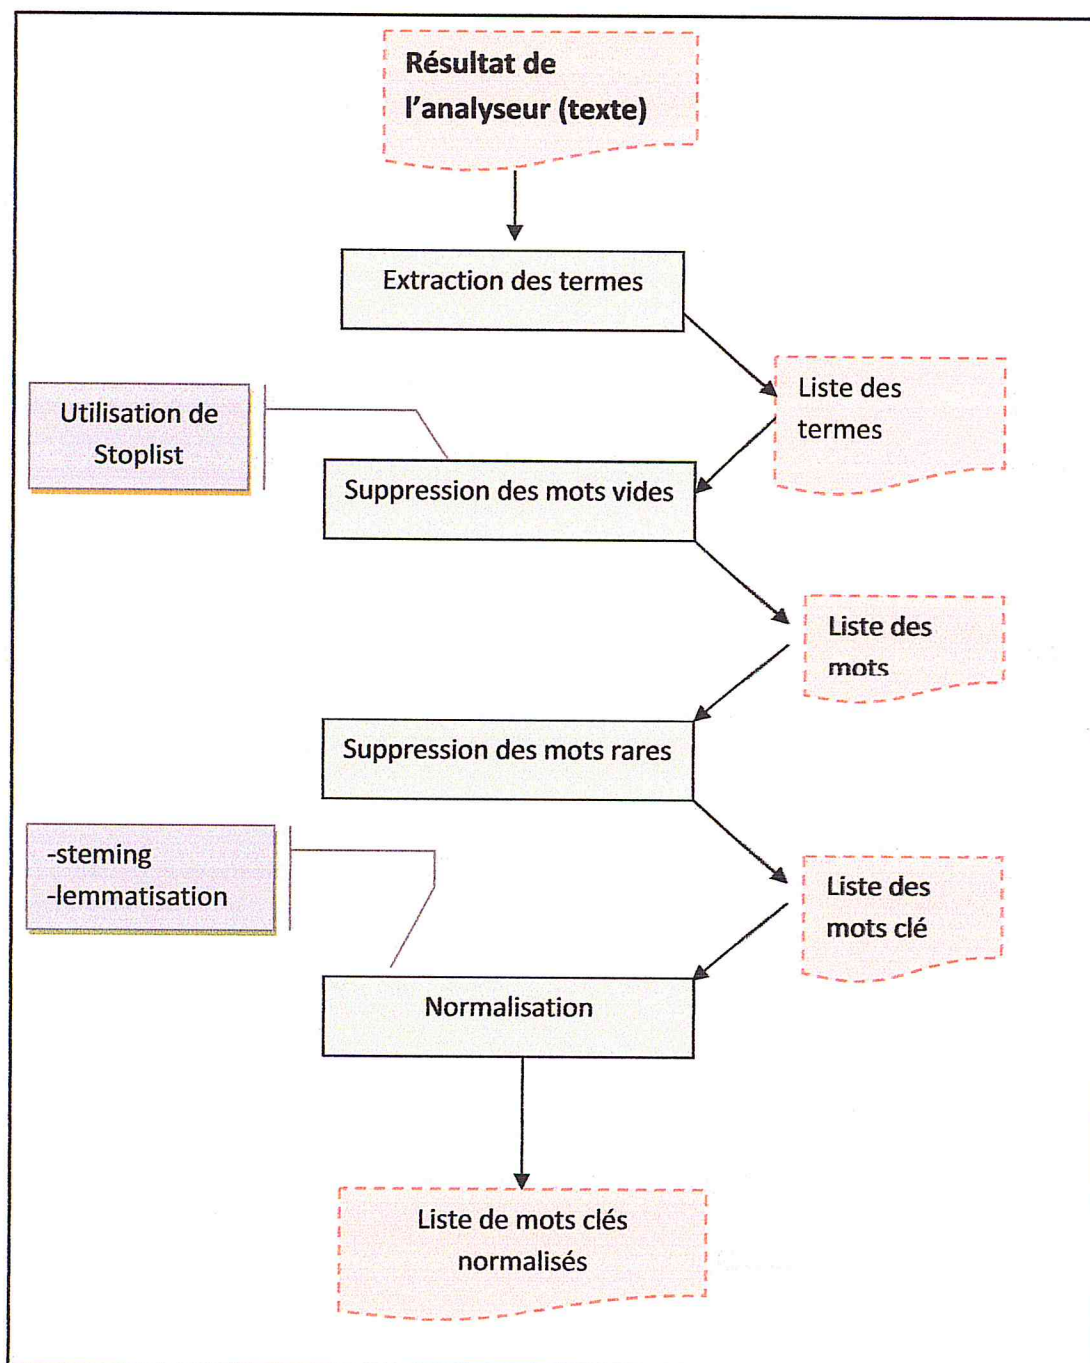 Résultat de
l'analyseur (texte)
Extraction des termes
Liste des
termes
Utilisation de
Stoplist
Suppression des mots vides
Liste des
mots
Suppression des mots rares
-steming
-lemmatisation
Liste des
mots clé
Normalisation
Liste de mots clés
normalisés